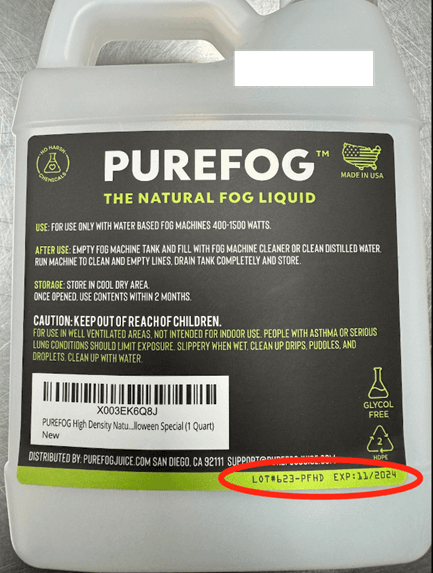 NO HARSH
CHEMICALS
PUREFOG™
MADE IN USA
THE NATURAL FOG LIQUID
USE: FOR USE ONLY WITH WATER BASED FOG MACHINES 400-1500 WATTS.
AFTER USE: EMPTY FOG MACHINE TANK AND FILL WITH FOG MACHINE CLEANER OR CLEAN DISTILLED WATER.
RUN MACHINE TO CLEAN AND EMPTY LINES, DRAIN TANK COMPLETELY AND STORE.
STORAGE: STORE IN COOL DRY AREA.
ONCE OPENED, USE CONTENTS WITHIN 2 MONTHS.
CAUTION: KEEP OUT OF REACH OF CHILDREN.
FOR USE IN WELL VENTILATED AREAS, NOT INTENDED FOR INDOOR USE. PEOPLE WITH ASTHMA OR SERIOUS
LUNG CONDITIONS SHOULD LIMIT EXPOSURE. SLIPPERY WHEN WET, CLEAN UP DRIPS, PUDDLES, AND
DROPLETS. CLEAN UP WITH WATER.
X003EK6Q8J
PUREFOG High Density Natu...lloween Special (1 Quart)
New
GLYCOL
FREE
2
HDPE
DISTRIBUTED BY: PUREFOGJUICE.COM SAN DIEGO, CA 92111 SUPPORT@PUREFOGJUICE.COM
LOT#623-PFHD EXP:11/2024